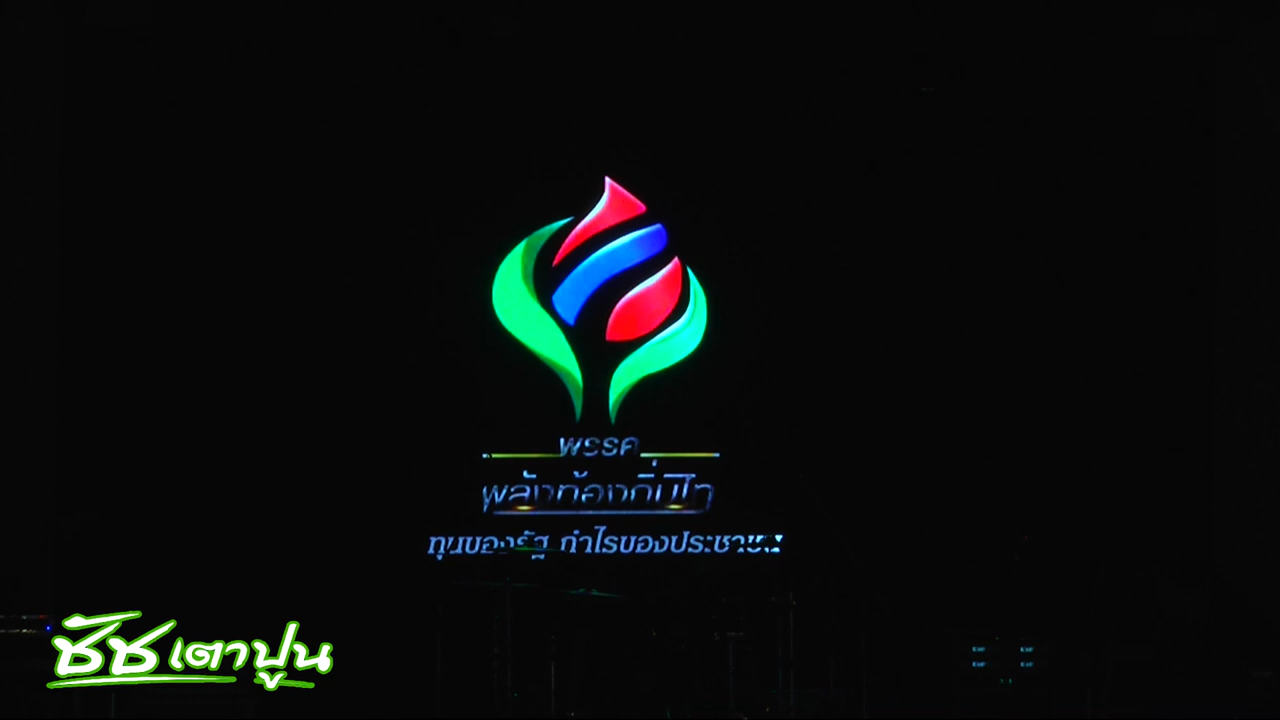 พรรค
พลังท้องถิ่นไท
ทุนของรัฐ กำไรของประชาชน
ชัชเตาปูน